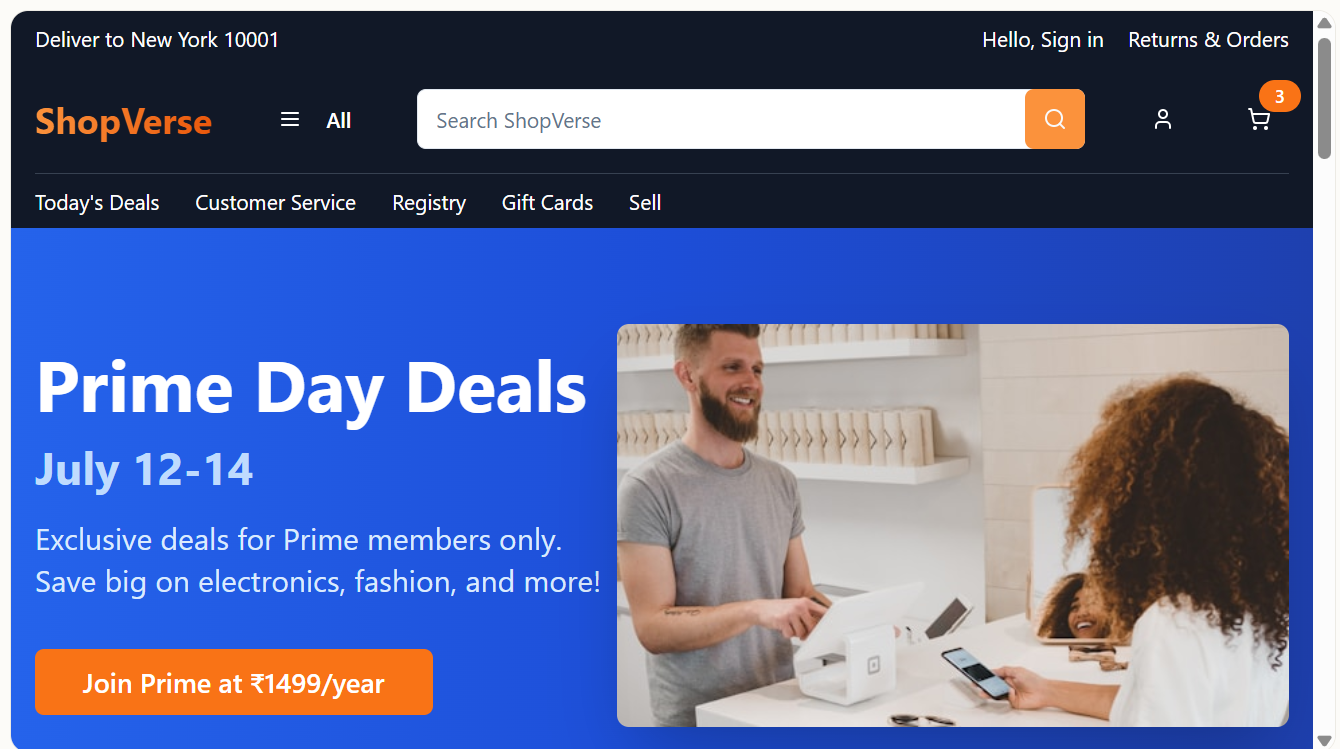 Deliver to New York 10001
Hello, Sign in
Returns & Orders
ShopVerse
All
Search ShopVerse
3
Today's Deals
Customer Service
Registry
Gift Cards
Sell
Prime Day Deals
July 12-14
Exclusive deals for Prime members only.
Save big on electronics, fashion, and more!
Join Prime at ₹1499/year